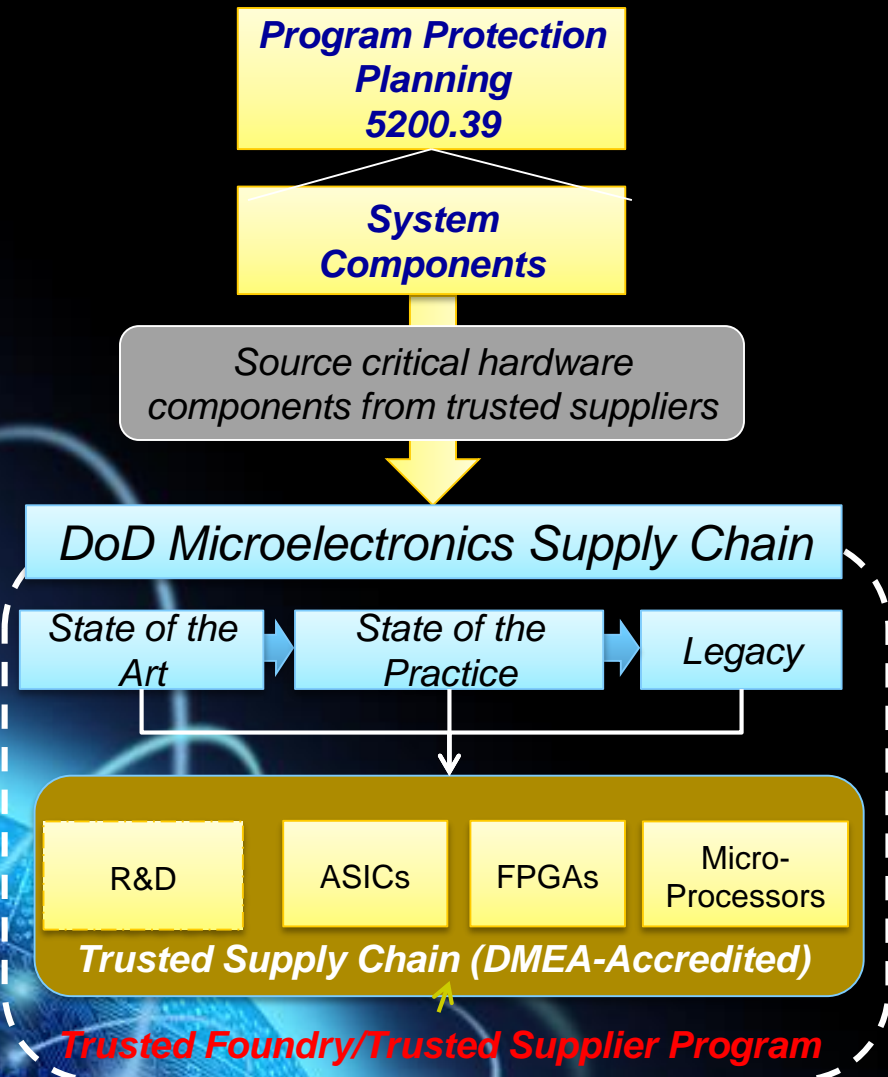 Program Protection
Planning
5200.39
System
Components
Source critical hardware
components from trusted suppliers
DoD Microelectronics Supply Chain
State of the
Art
State of the
Practice
Legacy
R&D
ASICs
FPGAs
Micro-
Processors
Trusted Supply Chain (DMEA-Accredited)
Trusted Foundry/Trusted Supplier Program